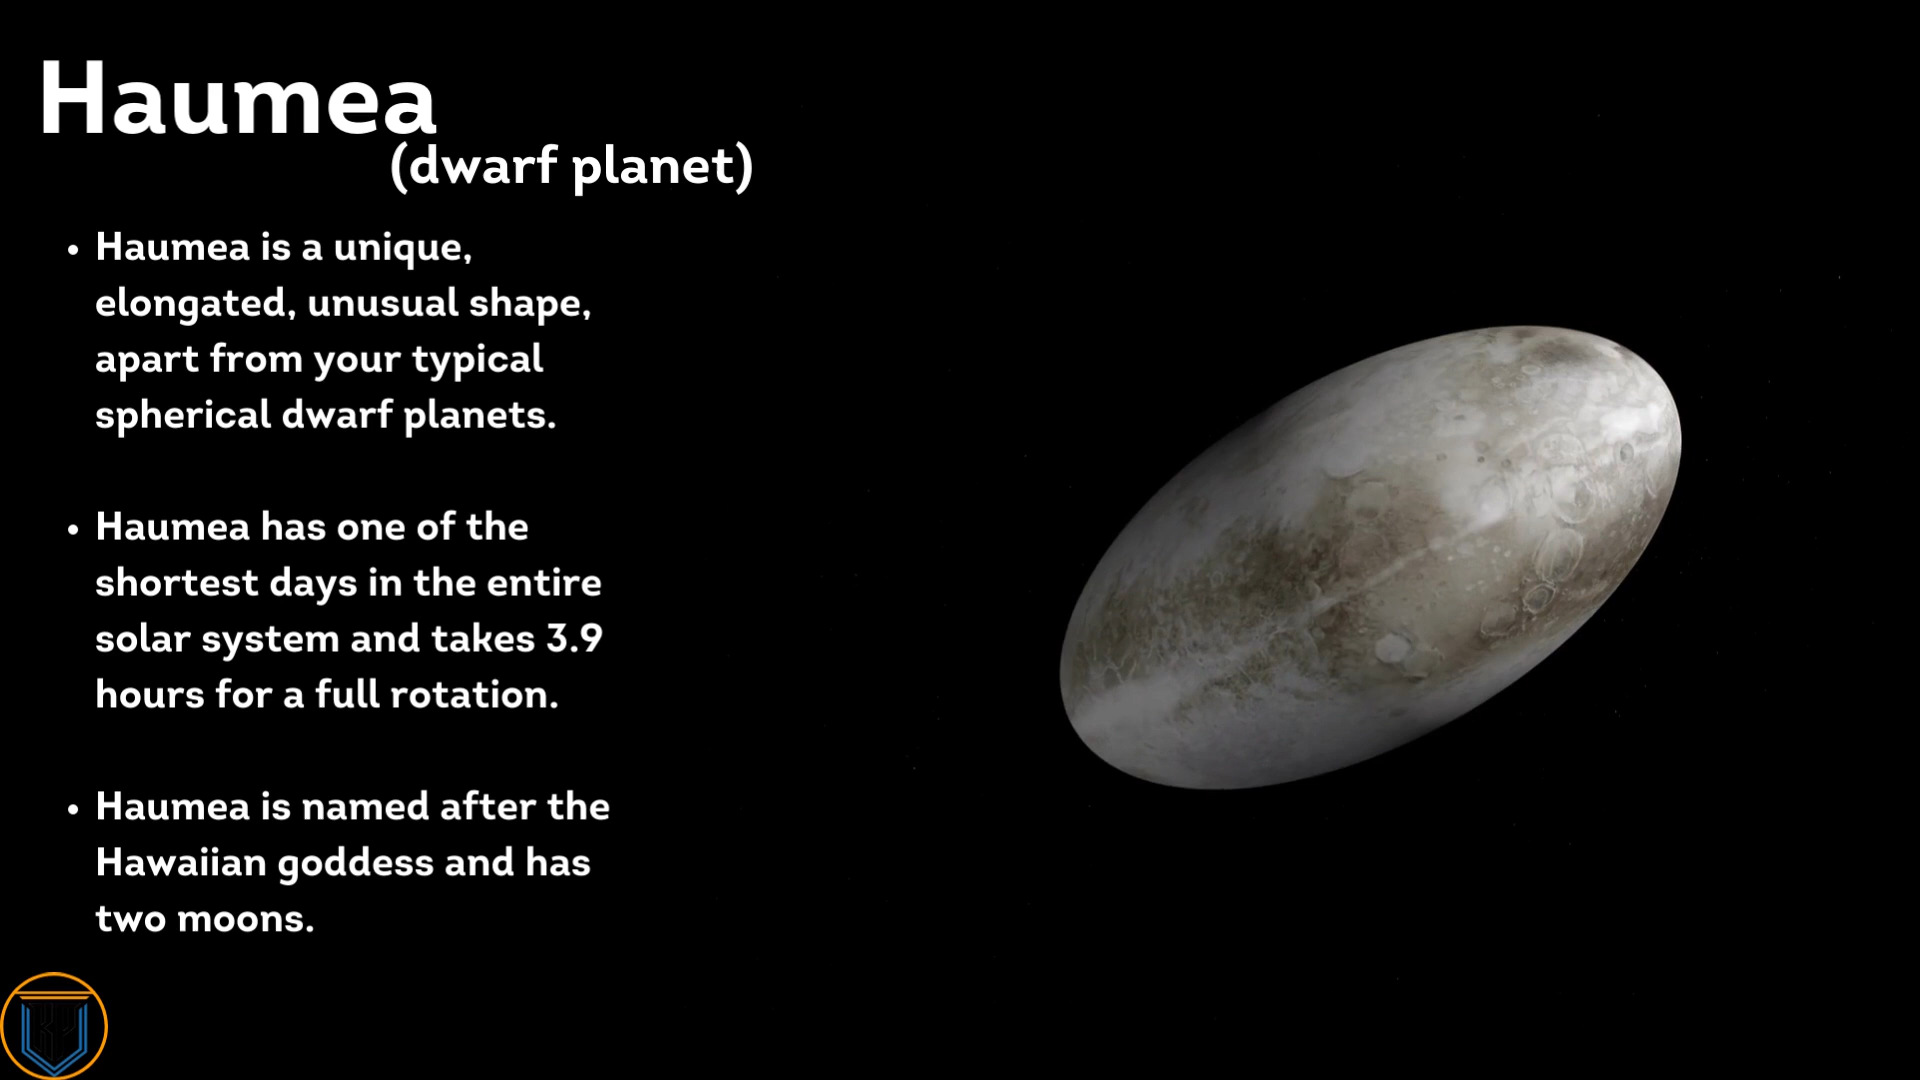 Haumea
(dwarf planet)
• Haumea is a unique,
elongated, unusual shape,
apart from your typical
spherical dwarf planets.
• Haumea has one of the
shortest days in the entire
solar system and takes 3.9
hours for a full rotation.
• Haumea is named after the
Hawaiian goddess and has
two moons.